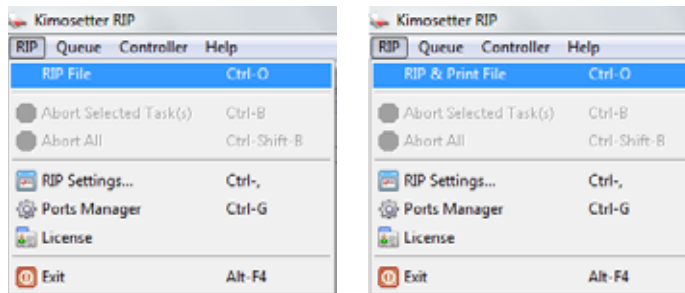 Kimosetter RIP
RIP Queue Controller Help
RIP File Ctrl-O
Abort Selected Task(s) Ctrl-B
Abort All Ctrl-Shift-B
RIP Settings... Ctrl-,
Ports Manager Ctrl-G
License
Exit Alt-F4
Kimosetter RIP
RIP Queue Controller Help
RIP & Print File Ctrl-O
Abort Selected Task(s) Ctrl-B
Abort All Ctrl-Shift-B
RIP Settings... Ctrl-,
Ports Manager Ctrl-G
License
Exit Alt-F4